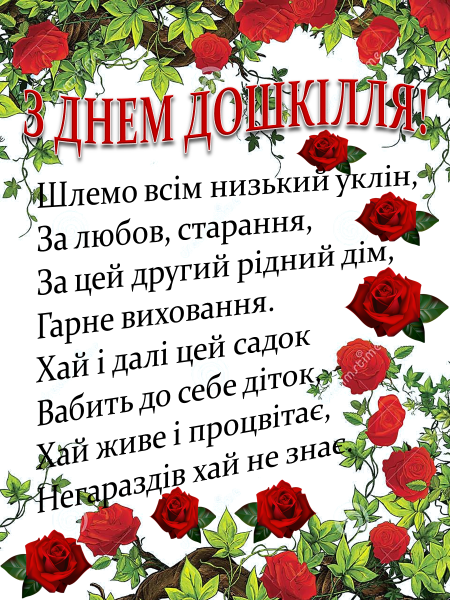 З ДНЕМ ДОШКІЛЛЯ!
Шлемо всім низький уклін,
За любов, старання,
За цей другий рідний дім,
Гарне виховання.
Хай і далі цей садок
Вабить до себе діток,
Хай живе і процвітає,
Негараздів хай не знає.